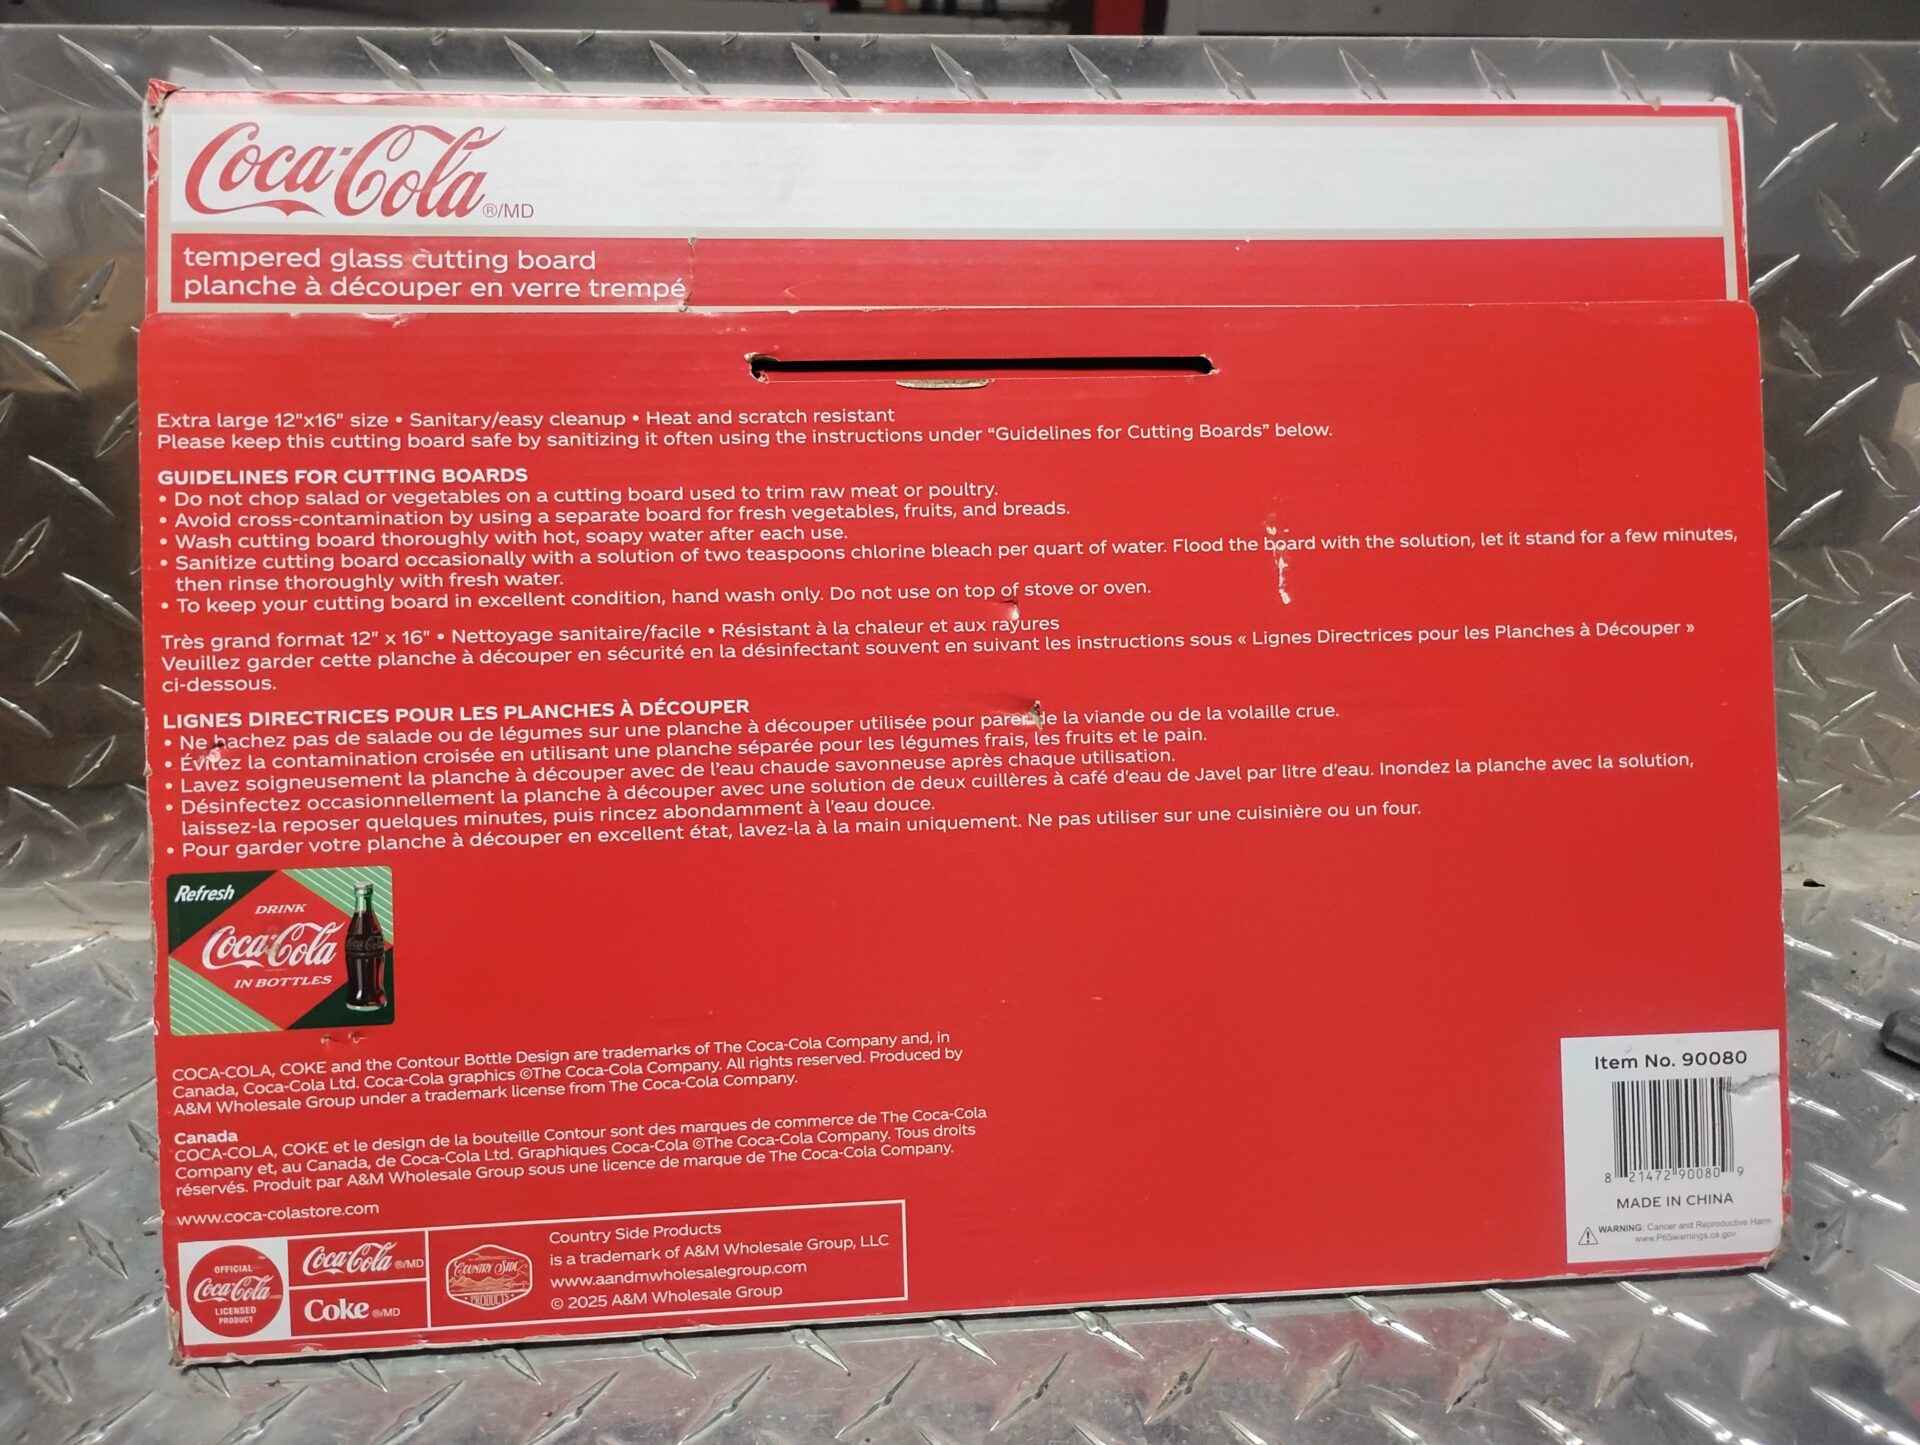 Coca-Cola ®/MD
tempered glass cutting board
planche à découper en verre trempé
Extra large 12"x16" size • Sanitary/easy cleanup • Heat and scratch resistant
Please keep this cutting board safe by sanitizing it often using the instructions under “Guidelines for Cutting Boards” below.
GUIDELINES FOR CUTTING BOARDS
• Do not chop salad or vegetables on a cutting board used to trim raw meat or poultry.
• Avoid cross-contamination by using a separate board for fresh vegetables, fruits, and breads.
• Wash cutting board thoroughly with hot, soapy water after each use.
• Sanitize cutting board occasionally with a solution of two teaspoons chlorine bleach per quart of water. Flood the board with the solution, let it stand for a few minutes,
then rinse thoroughly with fresh water.
• To keep your cutting board in excellent condition, hand wash only. Do not use on top of stove or oven.
Très grand format 12" x 16" • Nettoyage sanitaire/facile • Résistant à la chaleur et aux rayures
Veuillez garder cette planche à découper en sécurité en la désinfectant souvent en suivant les instructions sous « Lignes Directrices pour les Planches à Découper »
ci-dessous.
LIGNES DIRECTRICES POUR LES PLANCHES À DÉCOUPER
• Ne hachez pas de salade ou de légumes sur une planche à découper utilisée pour parer de la viande ou de la volaille crue.
• Évitez la contamination croisée en utilisant une planche séparée pour les légumes frais, les fruits et le pain.
• Lavez soigneusement la planche à découper avec de l'eau chaude savonneuse après chaque utilisation.
• Désinfectez occasionnellement la planche à découper avec une solution de deux cuillères à café d'eau de Javel par litre d'eau. Inondez la planche avec la solution,
laissez-la reposer quelques minutes, puis rincez abondamment à l'eau douce.
• Pour garder votre planche à découper en excellent état, lavez-la à la main uniquement. Ne pas utiliser sur une cuisinière ou un four.
Refresh
DRINK
Coca-Cola
IN BOTTLES
Coca-Cola
COCA-COLA, COKE and the Contour Bottle Design are trademarks of The Coca-Cola Company and, in
Canada, Coca-Cola Ltd. Coca-Cola graphics ©The Coca-Cola Company. All rights reserved. Produced by
A&M Wholesale Group under a trademark license from The Coca-Cola Company.
Canada
COCA-COLA, COKE et le design de la bouteille Contour sont des marques de commerce de The Coca-Cola
Company et, au Canada, de Coca-Cola Ltd. Graphiques Coca-Cola ©The Coca-Cola Company. Tous droits
réservés. Produit par A&M Wholesale Group sous une licence de marque de The Coca-Cola Company.
www.coca-colastore.com
OFFICIAL
Coca-Cola
LICENSED
PRODUCT
Coca-Cola ®/MD
Coke ®/MD
COUNTRY SIDE
PRODUCTS
Country Side Products
is a trademark of A&M Wholesale Group, LLC
www.aandmwholesalegroup.com
© 2025 A&M Wholesale Group
Item No. 90080
8 21472 90080 9
MADE IN CHINA
WARNING: Cancer and Reproductive Harm
www.P65warnings.ca.gov